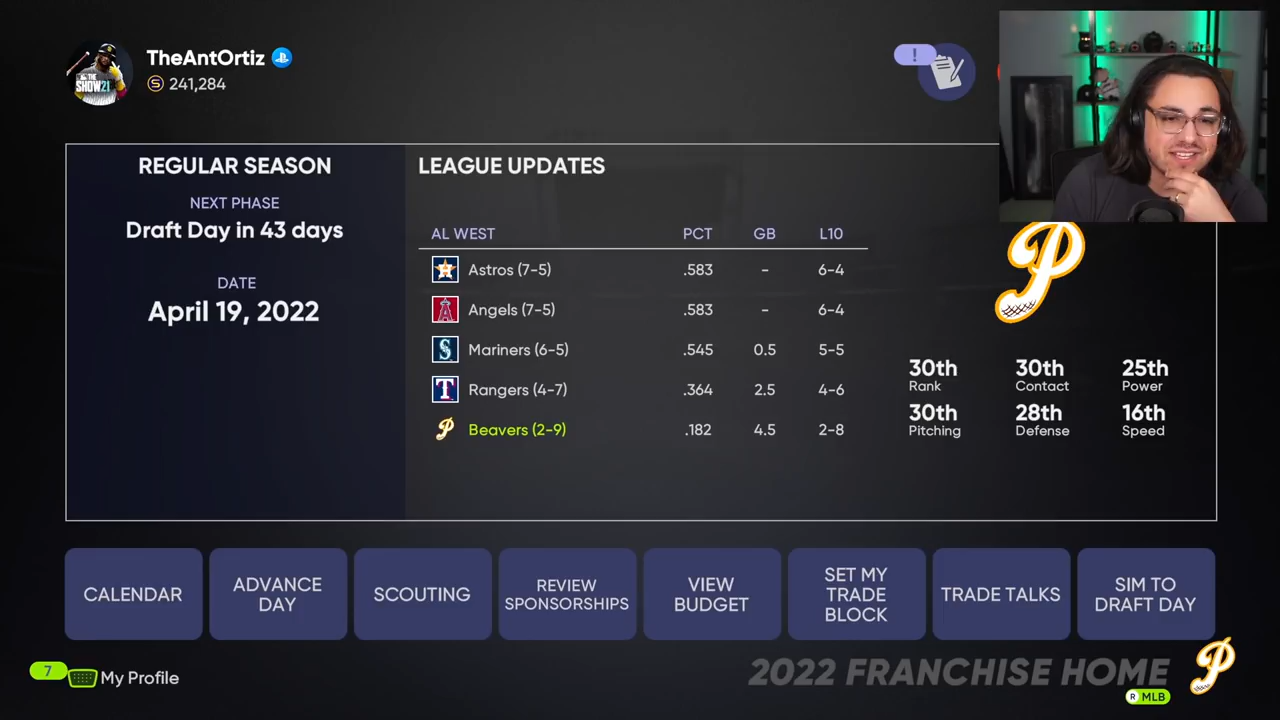 TheAntOrtiz
241,284
THE
SHOW21
!
REGULAR SEASON
NEXT PHASE
Draft Day in 43 days
DATE
April 19, 2022
LEAGUE UPDATES
AL WEST PCT GB L10
Astros (7-5) .583 - 6-4
Angels (7-5) .583 - 6-4
Mariners (6-5) .545 0.5 5-5
Rangers (4-7) .364 2.5 4-6
Beavers (2-9) .182 4.5 2-8
P
30th 30th 25th
Rank Contact Power
30th 28th 16th
Pitching Defense Speed
CALENDAR
ADVANCE
DAY
SCOUTING
REVIEW
SPONSORSHIPS
VIEW
BUDGET
SET MY
TRADE
BLOCK
TRADE TALKS
SIM TO
DRAFT DAY
7
My Profile
2022 FRANCHISE HOME
P
R MLB